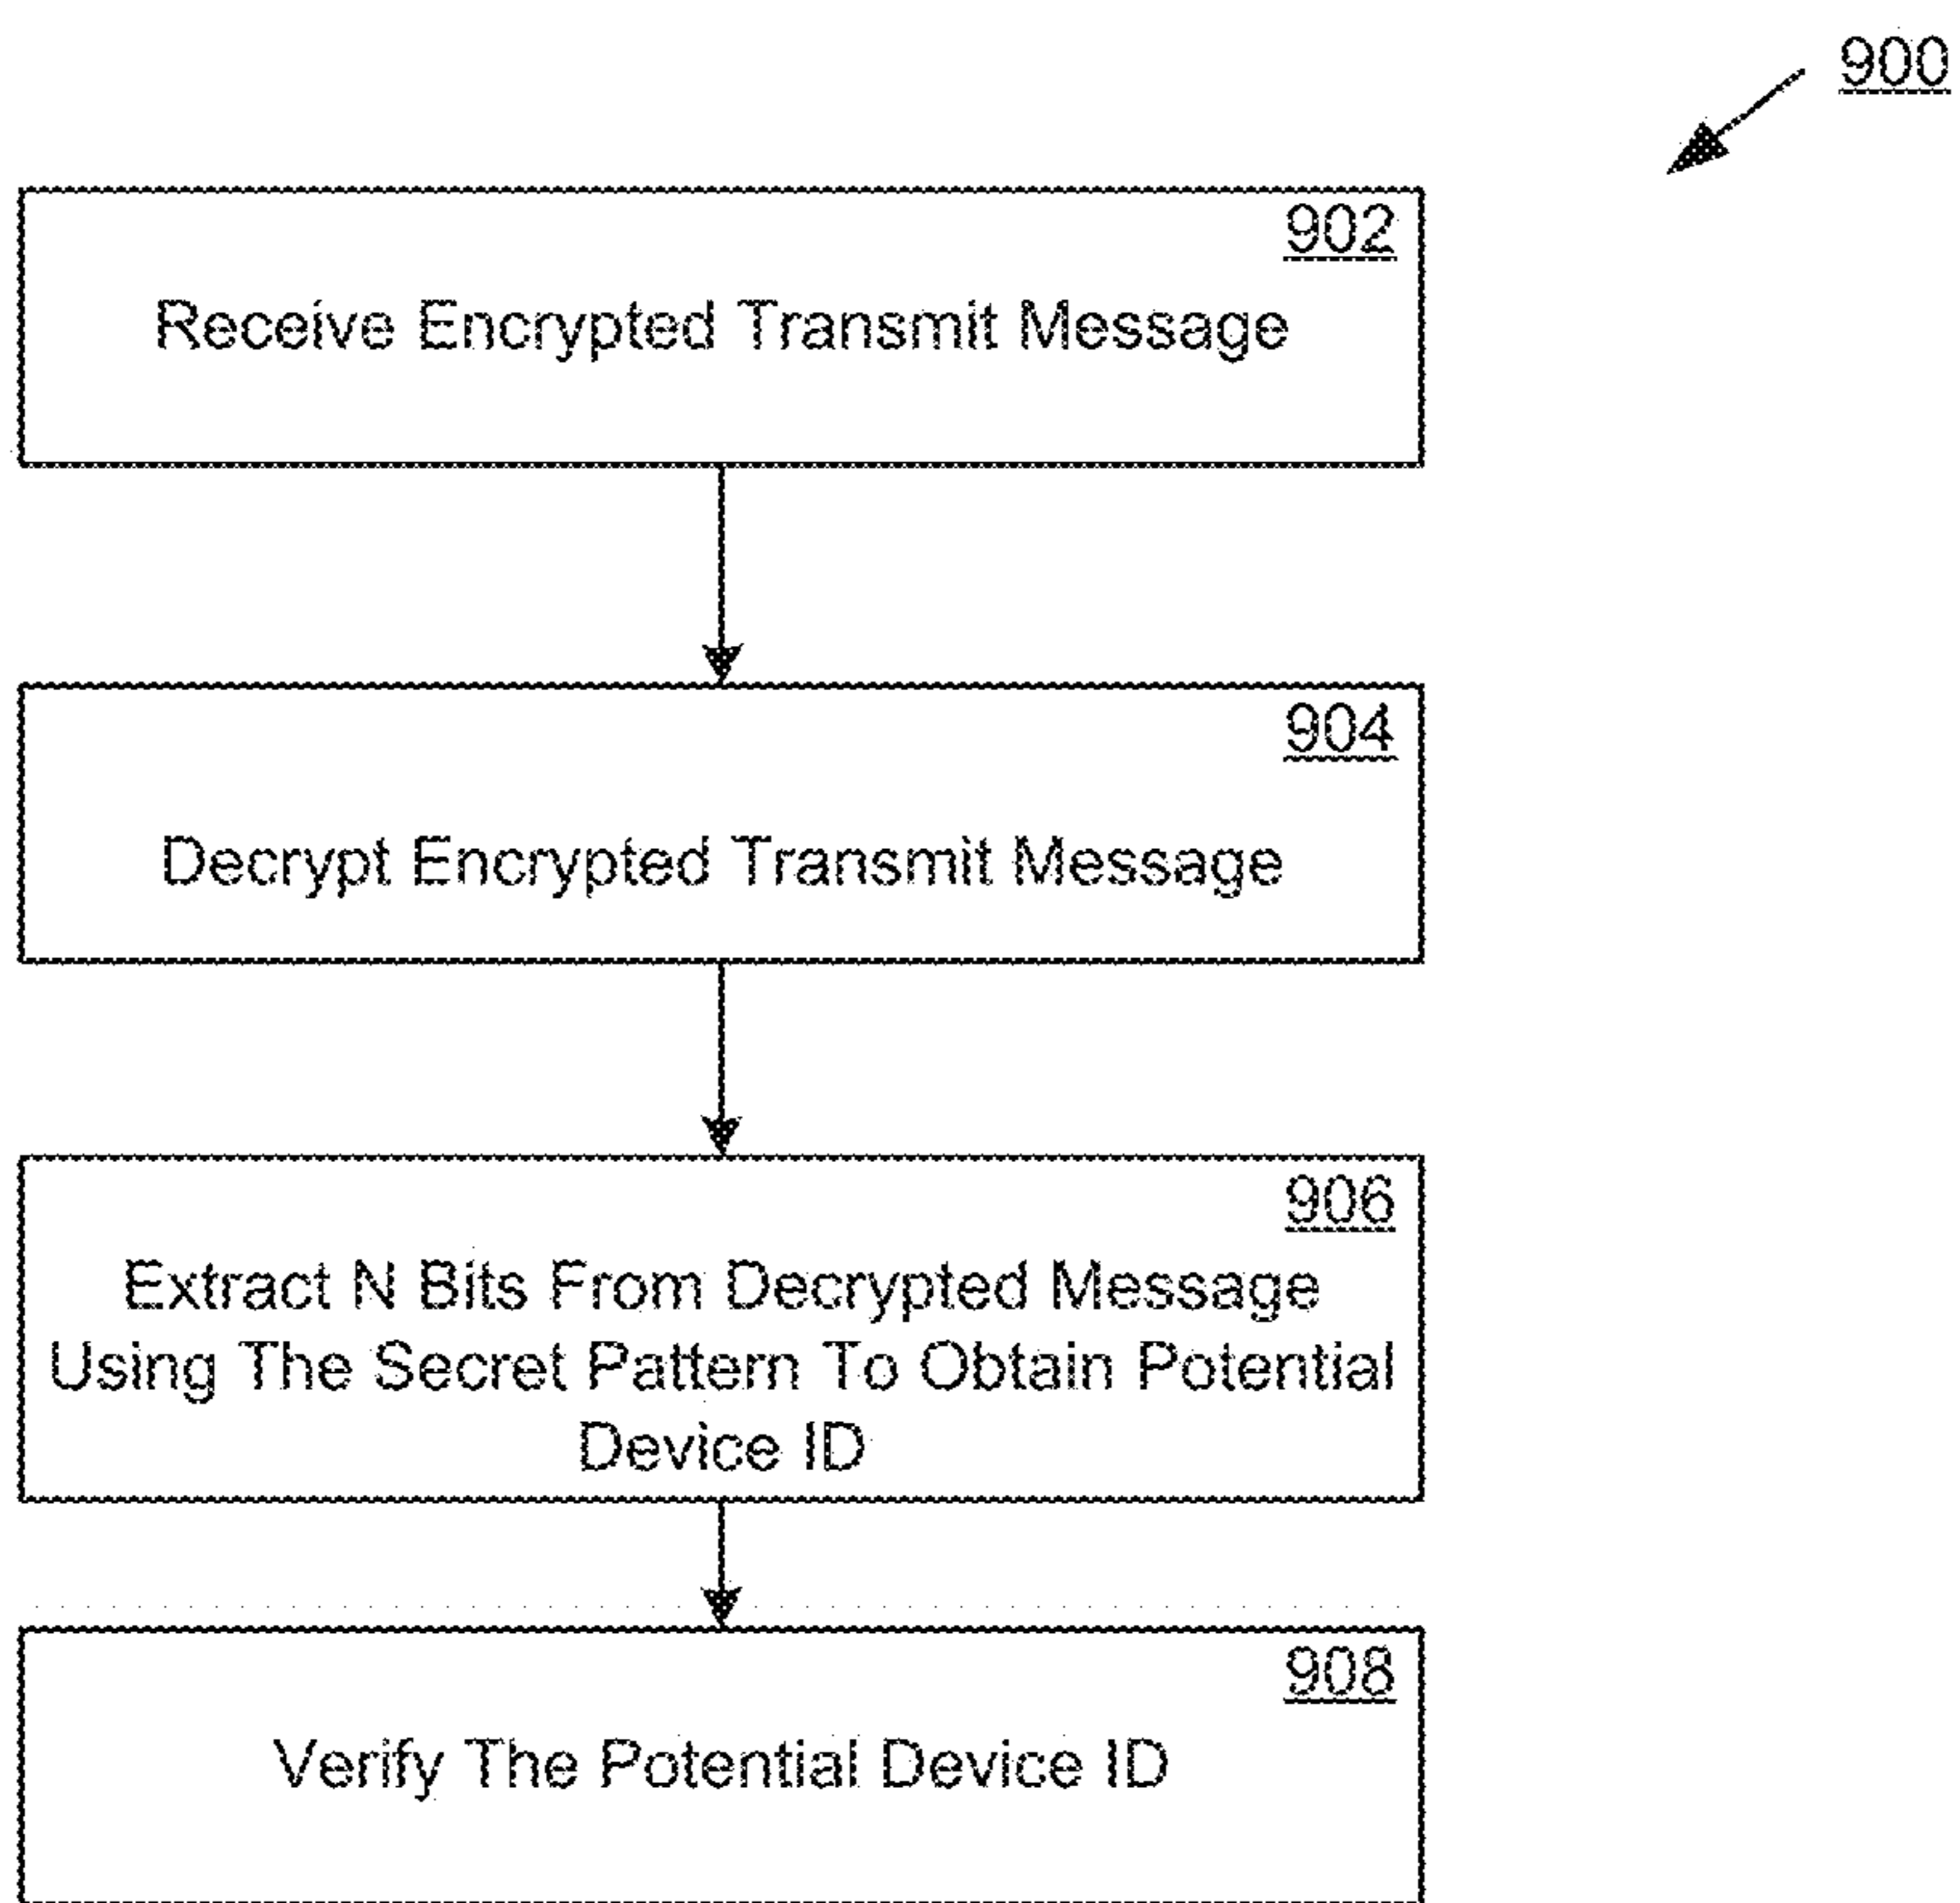 900
902
Receive Encrypted Transmit Message
904
Decrypt Encrypted Transmit Message
906
Extract N Bits From Decrypted Message
Using The Secret Pattern To Obtain Potential
Device ID
908
Verify The Potential Device ID